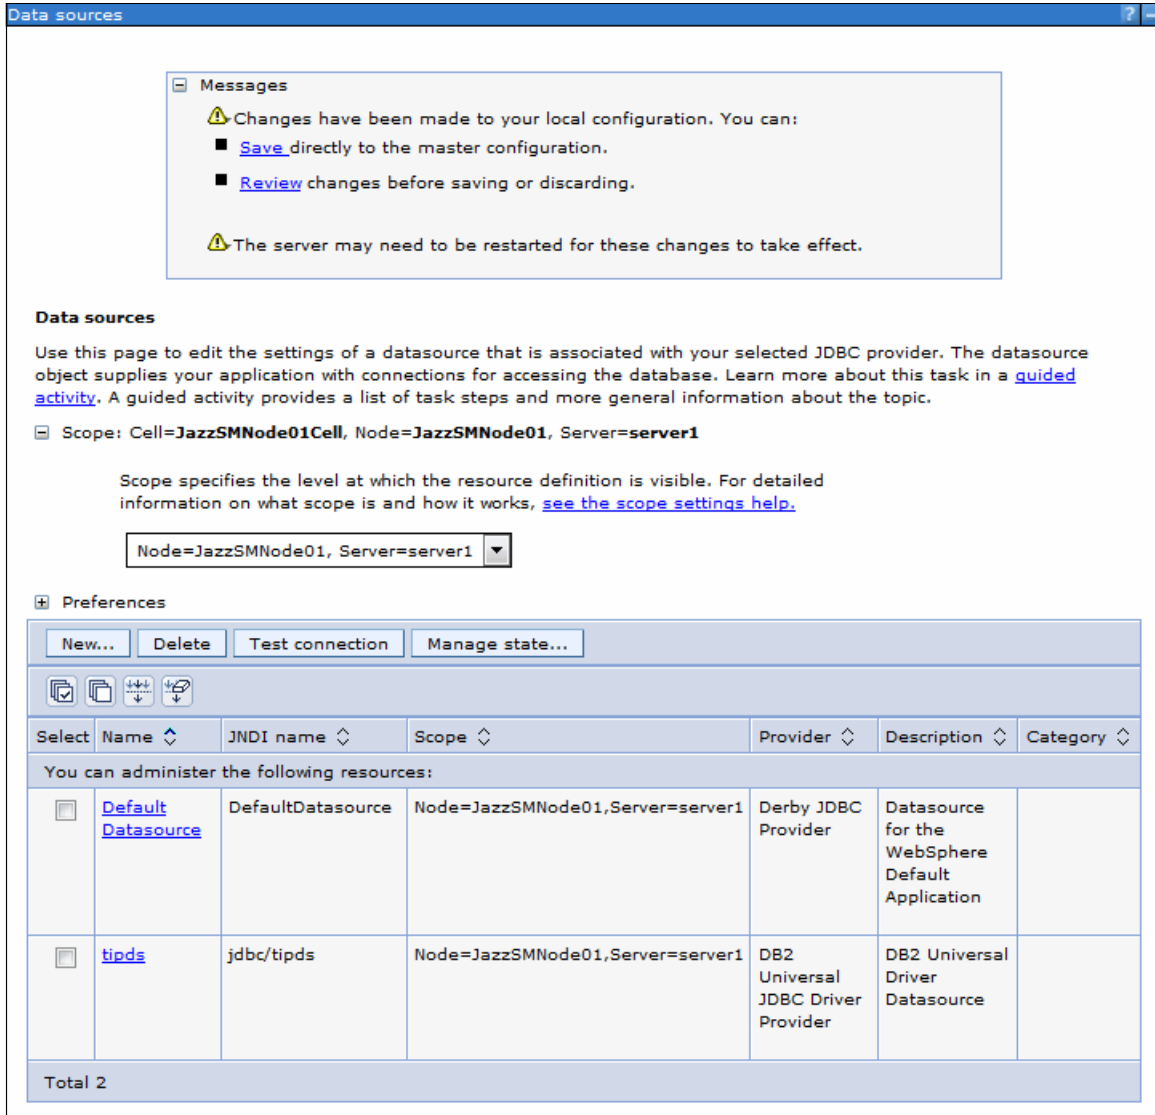 Data sources
?
Messages
Changes have been made to your local configuration. You can:
Save directly to the master configuration.
Review changes before saving or discarding.
The server may need to be restarted for these changes to take effect.
Data sources
Use this page to edit the settings of a datasource that is associated with your selected JDBC provider. The datasource
object supplies your application with connections for accessing the database. Learn more about this task in a guided
activity. A guided activity provides a list of task steps and more general information about the topic.
Scope: Cell=JazzSMNode01Cell, Node=JazzSMNode01, Server=server1
Scope specifies the level at which the resource definition is visible. For detailed
information on what scope is and how it works, see the scope settings help.
Node=JazzSMNode01, Server=server1
Preferences
New... Delete Test connection Manage state...
Select Name JNDI name Scope Provider Description Category
You can administer the following resources:
Default
Datasource
DefaultDatasource
Node=JazzSMNode01,Server=server1
Derby JDBC
Provider
Datasource
for the
WebSphere
Default
Application
tipds
jdbc/tipds
Node=JazzSMNode01,Server=server1
DB2
Universal
JDBC Driver
Provider
DB2 Universal
Driver
Datasource
Total 2